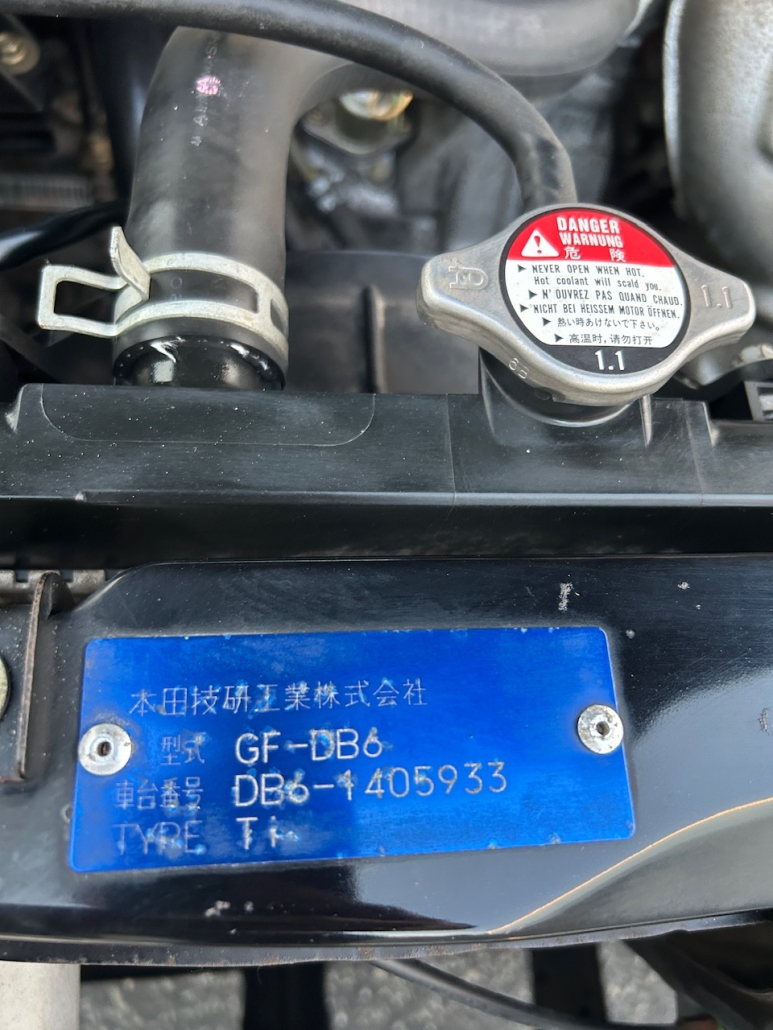 DANGER
WARNUNG
危 険
▶ NEVER OPEN WHEN HOT.
Hot coolant will scald you.
▶ N'OUVREZ PAS QUAND CHAUD.
▶ NICHT BEI HEISSEM MOTOR ÖFFNEN.
▶ 熱い時あけないで下さい。
▶ 高温时,请勿打开
1.1
1.1
6B
本田技研工業株式会社
型式 GF-DB6
車台番号 DB6-1405933
TYPE Ti